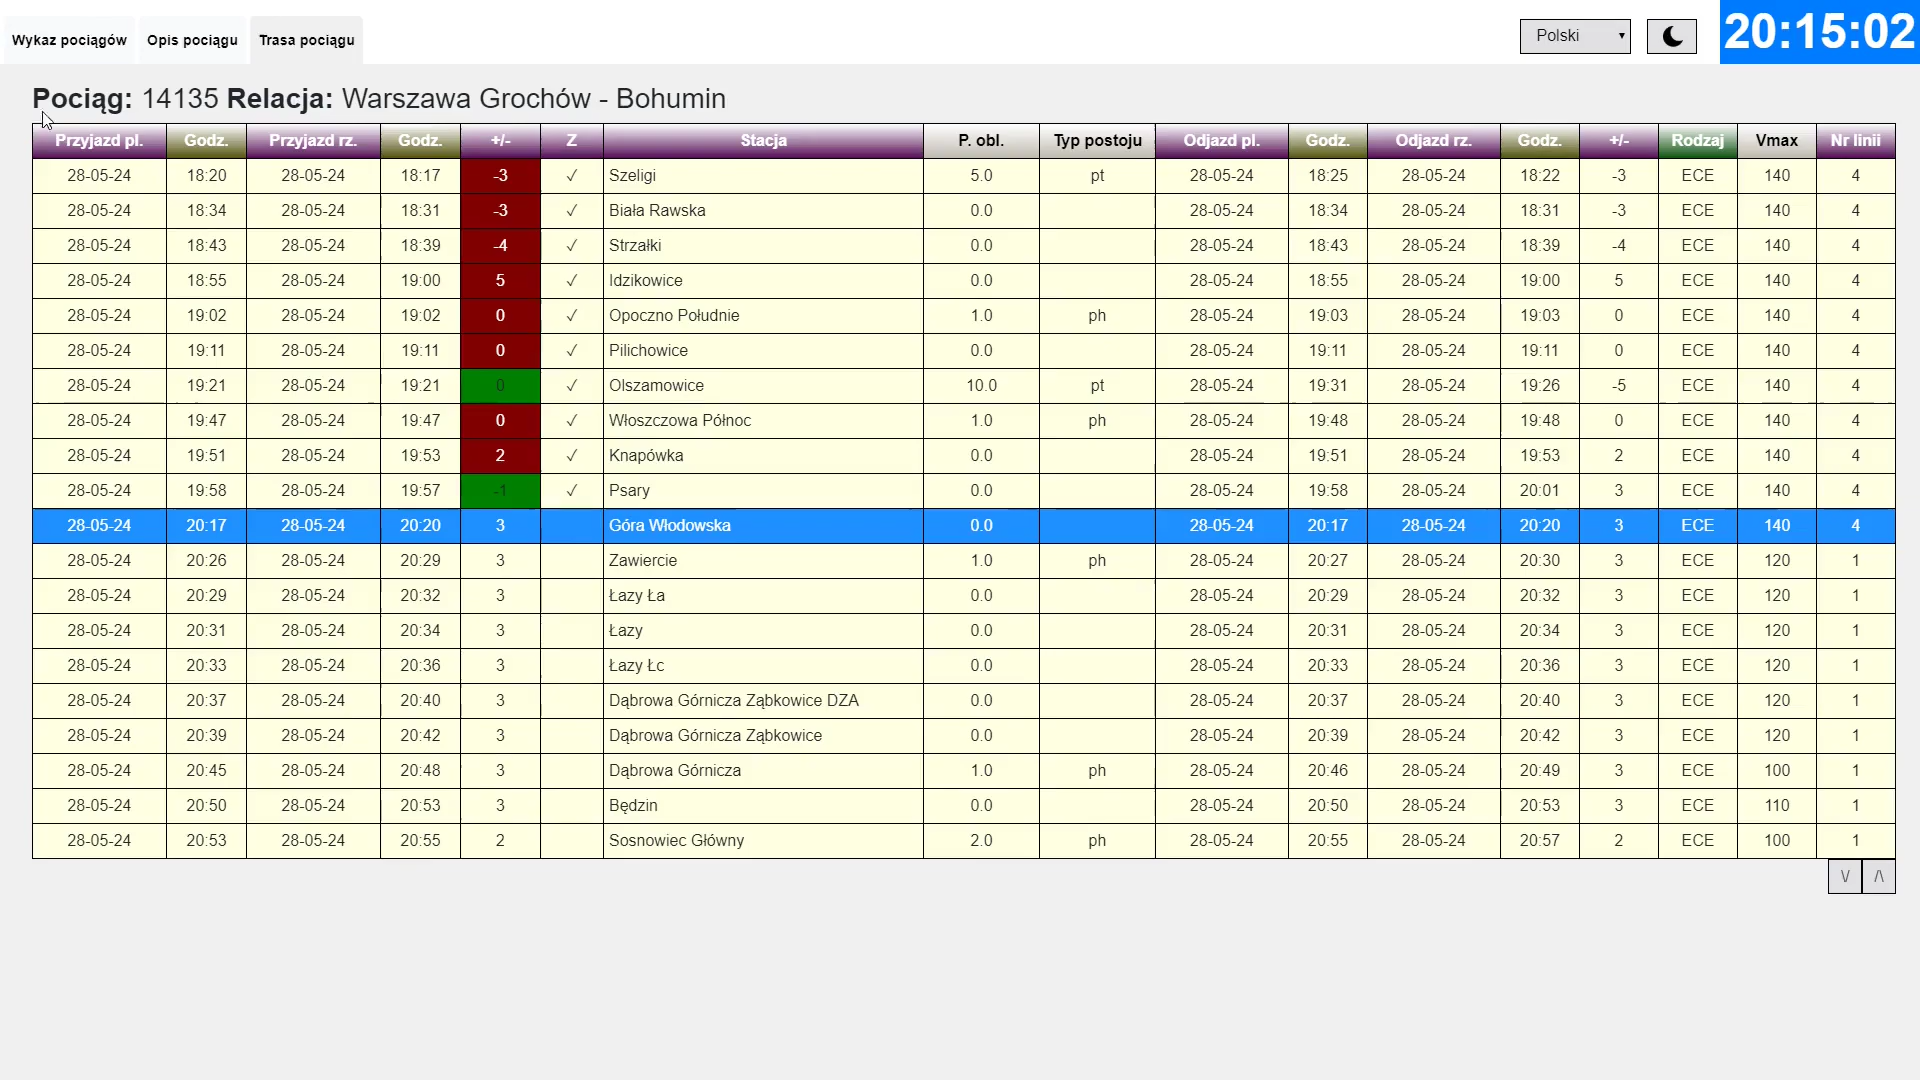 Wykaz pociągów Opis pociągu Trasa pociągu Polski 20:15:02
Pociąg: 14135 Relacja: Warszawa Grochów - Bohumin
Przyjazd pl. Godz. Przyjazd rz. Godz. +/- Z Stacja P. obl. Typ postoju Odjazd pl. Godz. Odjazd rz. Godz. +/- Rodzaj Vmax Nr linii
28-05-24 18:20 28-05-24 18:17 -3 ✓ Szeligi 5.0 pt 28-05-24 18:25 28-05-24 18:22 -3 ECE 140 4
28-05-24 18:34 28-05-24 18:31 -3 ✓ Biała Rawska 0.0 28-05-24 18:34 28-05-24 18:31 -3 ECE 140 4
28-05-24 18:43 28-05-24 18:39 -4 ✓ Strzałki 0.0 28-05-24 18:43 28-05-24 18:39 -4 ECE 140 4
28-05-24 18:55 28-05-24 19:00 5 ✓ Idzikowice 0.0 28-05-24 18:55 28-05-24 19:00 5 ECE 140 4
28-05-24 19:02 28-05-24 19:02 0 ✓ Opoczno Południe 1.0 ph 28-05-24 19:03 28-05-24 19:03 0 ECE 140 4
28-05-24 19:11 28-05-24 19:11 0 ✓ Pilichowice 0.0 28-05-24 19:11 28-05-24 19:11 0 ECE 140 4
28-05-24 19:21 28-05-24 19:21 0 ✓ Olszamowice 10.0 pt 28-05-24 19:31 28-05-24 19:26 -5 ECE 140 4
28-05-24 19:47 28-05-24 19:47 0 ✓ Włoszczowa Północ 1.0 ph 28-05-24 19:48 28-05-24 19:48 0 ECE 140 4
28-05-24 19:51 28-05-24 19:53 2 ✓ Knapówka 0.0 28-05-24 19:51 28-05-24 19:53 2 ECE 140 4
28-05-24 19:58 28-05-24 19:57 -1 ✓ Psary 0.0 28-05-24 19:58 28-05-24 20:01 3 ECE 140 4
28-05-24 20:17 28-05-24 20:20 3 Góra Włodowska 0.0 28-05-24 20:17 28-05-24 20:20 3 ECE 140 4
28-05-24 20:26 28-05-24 20:29 3 Zawiercie 1.0 ph 28-05-24 20:27 28-05-24 20:30 3 ECE 120 1
28-05-24 20:29 28-05-24 20:32 3 Łazy Ła 0.0 28-05-24 20:29 28-05-24 20:32 3 ECE 120 1
28-05-24 20:31 28-05-24 20:34 3 Łazy 0.0 28-05-24 20:31 28-05-24 20:34 3 ECE 120 1
28-05-24 20:33 28-05-24 20:36 3 Łazy Łc 0.0 28-05-24 20:33 28-05-24 20:36 3 ECE 120 1
28-05-24 20:37 28-05-24 20:40 3 Dąbrowa Górnicza Ząbkowice DZA 0.0 28-05-24 20:37 28-05-24 20:40 3 ECE 120 1
28-05-24 20:39 28-05-24 20:42 3 Dąbrowa Górnicza Ząbkowice 0.0 28-05-24 20:39 28-05-24 20:42 3 ECE 120 1
28-05-24 20:45 28-05-24 20:48 3 Dąbrowa Górnicza 1.0 ph 28-05-24 20:46 28-05-24 20:49 3 ECE 100 1
28-05-24 20:50 28-05-24 20:53 3 Będzin 0.0 28-05-24 20:50 28-05-24 20:53 3 ECE 110 1
28-05-24 20:53 28-05-24 20:55 2 Sosnowiec Główny 2.0 ph 28-05-24 20:55 28-05-24 20:57 2 ECE 100 1
\/ /\